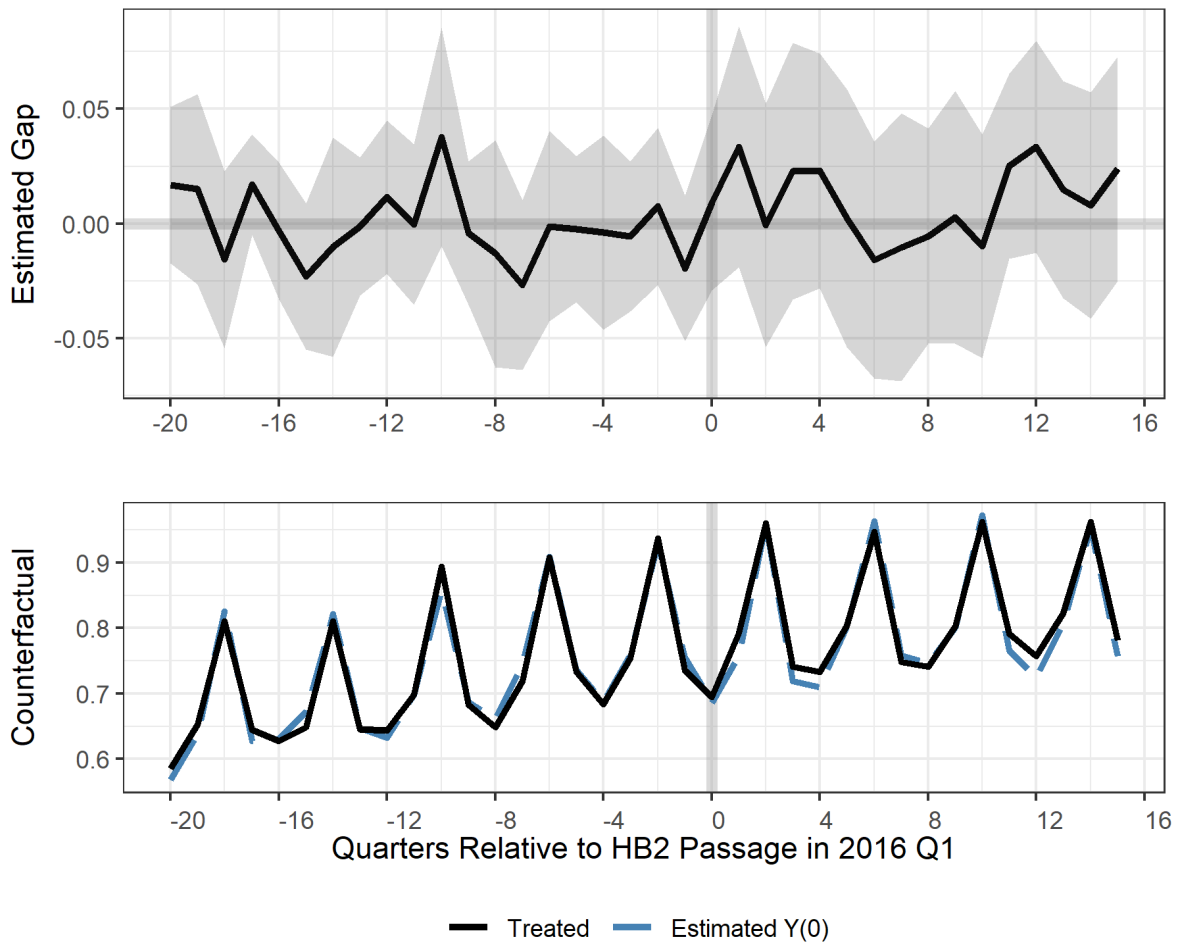 Estimated Gap
0.05
0.00
-0.05
-20 -16 -12 -8 -4 0 4 8 12 16
Counterfactual
0.9
0.8
0.7
0.6
-20 -16 -12 -8 -4 0 4 8 12 16
Quarters Relative to HB2 Passage in 2016 Q1
Treated Estimated Y(0)